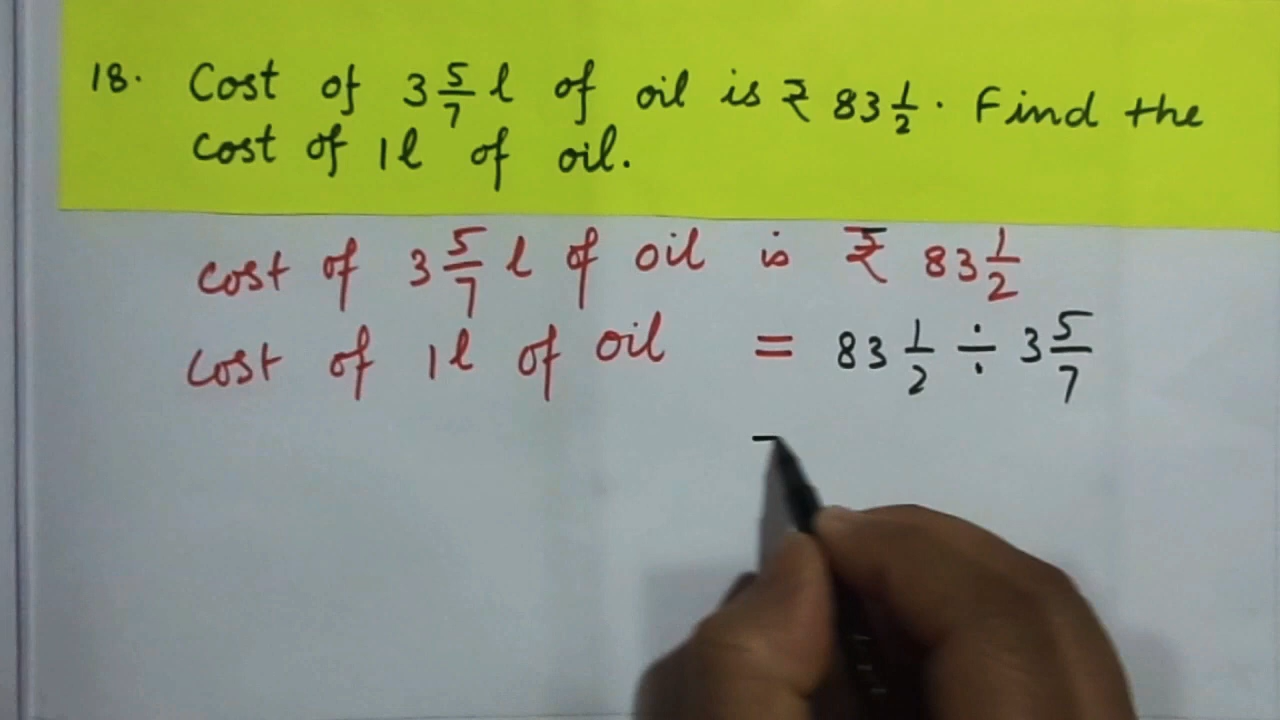 18. Cost of 3 5/7 l of oil is ₹ 83 1/2. Find the
cost of 1l of oil.
cost of 3 5/7 l of oil is ₹ 83 1/2
cost of 1l of oil = 83 1/2 ÷ 3 5/7